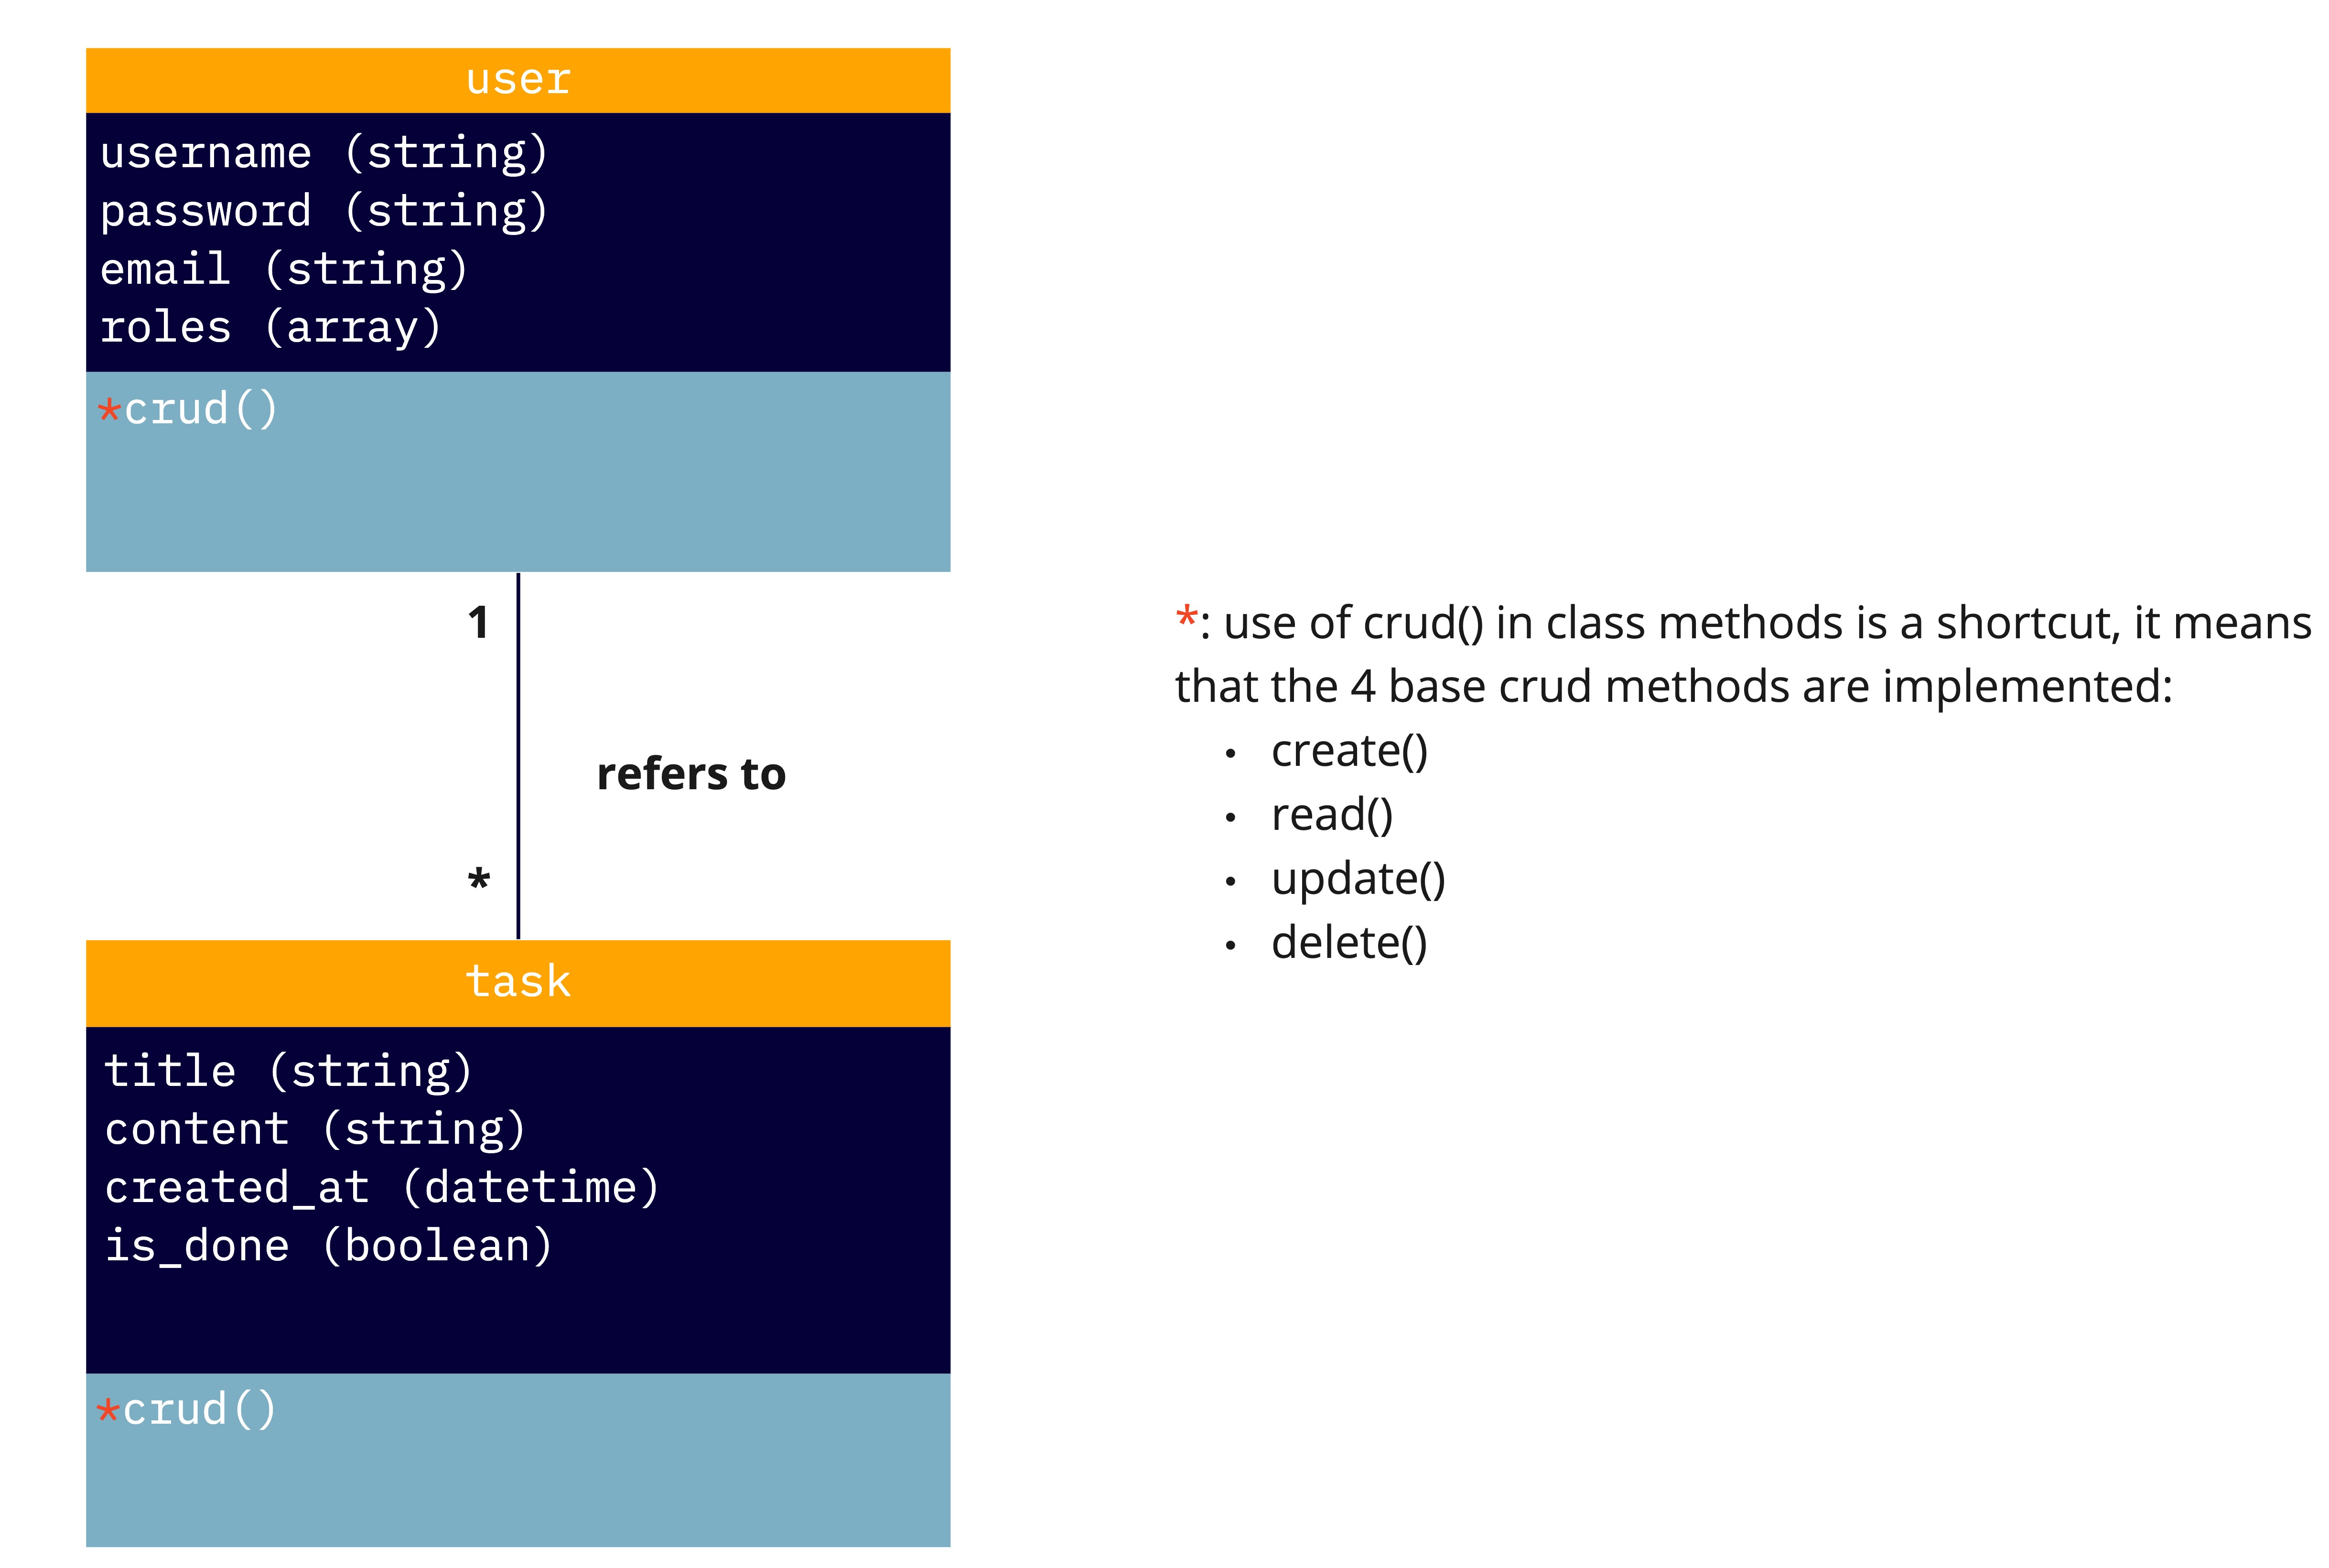 user
username (string)
password (string)
email (string)
roles (array)
*crud()
1
refers to
*
task
title (string)
content (string)
created_at (datetime)
is_done (boolean)
*crud()
*: use of crud() in class methods is a shortcut, it means
that the 4 base crud methods are implemented:
• create()
• read()
• update()
• delete()